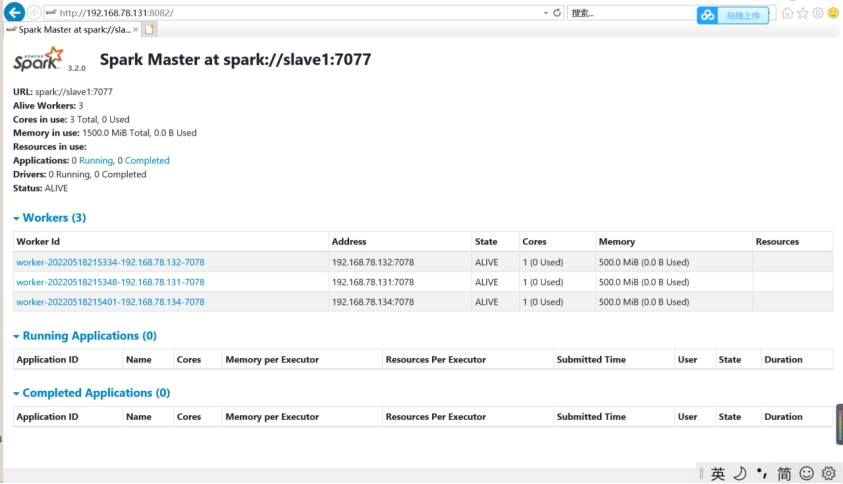 http://192.168.78.131:8082/
搜索...
拖拽上传
Spark Master at spark://sla...
APACHE Spark 3.2.0
Spark Master at spark://slave1:7077
URL: spark://slave1:7077
Alive Workers: 3
Cores in use: 3 Total, 0 Used
Memory in use: 1500.0 MiB Total, 0.0 B Used
Resources in use:
Applications: 0 Running, 0 Completed
Drivers: 0 Running, 0 Completed
Status: ALIVE
Workers (3)
Worker Id Address State Cores Memory Resources
worker-20220518215334-192.168.78.132-7078 192.168.78.132:7078 ALIVE 1 (0 Used) 500.0 MiB (0.0 B Used)
worker-20220518215348-192.168.78.131-7078 192.168.78.131:7078 ALIVE 1 (0 Used) 500.0 MiB (0.0 B Used)
worker-20220518215401-192.168.78.134-7078 192.168.78.134:7078 ALIVE 1 (0 Used) 500.0 MiB (0.0 B Used)
Running Applications (0)
Application ID Name Cores Memory per Executor Resources Per Executor Submitted Time User State Duration
Completed Applications (0)
Application ID Name Cores Memory per Executor Resources Per Executor Submitted Time User State Duration
英 简